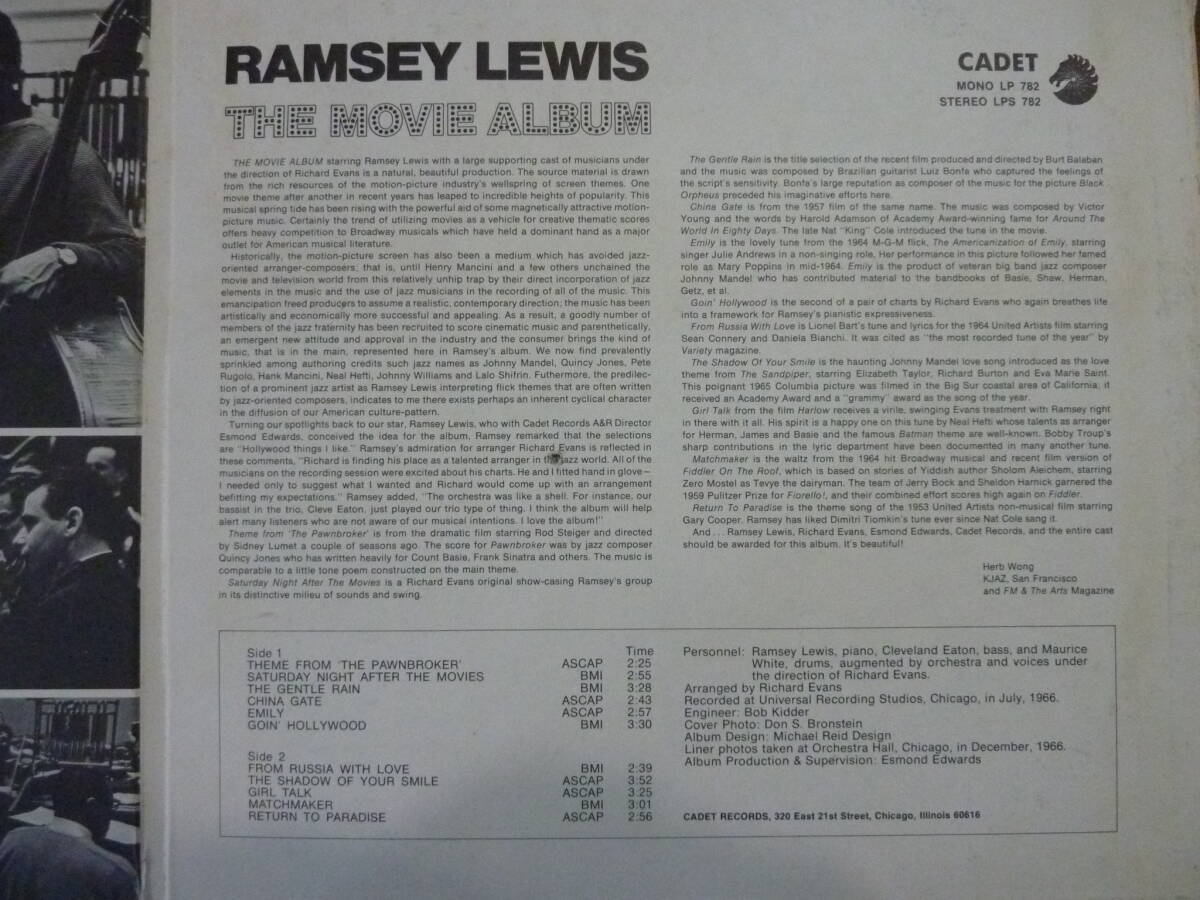 RAMSEY LEWIS
THE MOVIE ALBUM
CADET
MONO LP 782
STEREO LPS 782
THE MOVIE ALBUM starring Ramsey Lewis with a large supporting cast of musicians under
the direction of Richard Evans is a natural, beautiful production. The source material is drawn
from the rich resources of the motion-picture industry's wellspring of screen themes. One
movie theme after another in recent years has leaped to incredible heights of popularity. This
musical spring tide has been rising with the powerful aid of some magnetically attractive motion-
picture music. Certainly the trend of utilizing movies as a vehicle for creative thematic scores
offers heavy competition to Broadway musicals which have held a dominant hand as a major
outlet for American musical literature.
Historically, the motion-picture screen has also been a medium which has avoided jazz-
oriented arranger-composers; that is, until Henry Mancini and a few others unchained the
movie and television world from this relatively unhip trap by their direct incorporation of jazz
elements in the music and the use of jazz musicians in the recording of all of the music. This
emancipation freed producers to assume a realistic, contemporary direction; the music has been
artistically and economically more successful and appealing. As a result, a goodly number of
members of the jazz fraternity has been recruited to score cinematic music and parenthetically,
an emergent new attitude and approval in the industry and the consumer brings the kind of
music, that is in the main, represented here in Ramsey's album. We now find prevalently
sprinkled among authoring credits such jazz names as Johnny Mandel, Quincy Jones, Pete
Rugolo, Hank Mancini, Neal Hefti, Johnny Williams and Lalo Shifrin. Futhermore, the predilec-
tion of a prominent jazz artist as Ramsey Lewis interpreting flick themes that are often written
by jazz-oriented composers, indicates to me there exists perhaps an inherent cyclical character
in the diffusion of our American culture-pattern.
Turning our spotlights back to our star, Ramsey Lewis, who with Cadet Records A&R Director
Esmond Edwards, conceived the idea for the album, Ramsey remarked that the selections
are "Hollywood things I like." Ramsey's admiration for arranger Richard Evans is reflected in
these comments, "Richard is finding his place as a talented arranger in the jazz world. All of the
musicians on the recording session were excited about his charts. He and I fitted hand in glove—
I needed only to suggest what I wanted and Richard would come up with an arrangement
befitting my expectations." Ramsey added, "The orchestra was like a shell. For instance, our
bassist in the trio, Cleve Eaton, just played our trio type of thing. I think the album will help
alert many listeners who are not aware of our musical intentions. I love the album!"
Theme from 'The Pawnbroker' is from the dramatic film starring Rod Steiger and directed
by Sidney Lumet a couple of seasons ago. The score for Pawnbroker was by jazz composer
Quincy Jones who has written heavily for Count Basie, Frank Sinatra and others. The music is
comparable to a little tone poem constructed on the main theme.
Saturday Night After The Movies is a Richard Evans original show-casing Ramsey's group
in its distinctive milieu of sounds and swing.
The Gentle Rain is the title selection of the recent film produced and directed by Burt Baleban
and the music was composed by Brazilian guitarist Luiz Bonfa who captured the feelings of
the script's sensitivity. Bonfa's large reputation as composer of the music for the picture Black
Orpheus preceded his imaginative efforts here.
China Gate is from the 1957 film of the same name. The music was composed by Victor
Young and the words by Harold Adamson of Academy Award-winning fame for Around The
World In Eighty Days. The late Nat "King" Cole introduced the tune in the movie.
Emily is the lovely tune from the 1964 M-G-M flick, The Americanization of Emily, starring
singer Julie Andrews in a non-singing role. Her performance in this picture followed her famed
role as Mary Poppins in mid-1964. Emily is the product of veteran big band jazz composer
Johnny Mandel who has contributed material to the bandbooks of Basie, Shaw, Herman,
Getz, et al.
Goin' Hollywood is the second of a pair of charts by Richard Evans who again breathes life
into a framework for Ramsey's pianistic expressiveness.
From Russia With Love is Lionel Bart's tune and lyrics for the 1964 United Artists film starring
Sean Connery and Daniela Bianchi. It was cited as "the most recorded tune of the year" by
Variety magazine.
The Shadow Of Your Smile is the haunting Johnny Mandel love song introduced as the love
theme from The Sandpiper, starring Elizabeth Taylor, Richard Burton and Eva Marie Saint.
This poignant 1965 Columbia picture was filmed in the Big Sur coastal area of California; it
received an Academy Award and a "grammy" award as the song of the year.
Girl Talk from the film Harlow receives a virile, swinging Evans treatment with Ramsey right
in there with it all. His spirit is a happy one on this tune by Neal Hefti whose talents as arranger
for Herman, James and Basie and the famous Batman theme are well-known. Bobby Troup's
sharp contributions in the lyric department have been documented in many another tune.
Matchmaker is the waltz from the 1964 hit Broadway musical and recent film version of
Fiddler On The Roof, which is based on stories of Yiddish author Sholom Aleichem, starring
Zero Mostel as Tevye the dairyman. The team of Jerry Bock and Sheldon Harnick garnered the
1959 Pulitzer Prize for Fiorello!, and their combined effort scores high again on Fiddler.
Return To Paradise is the theme song of the 1953 United Artists non-musical film starring
Gary Cooper. Ramsey has liked Dimitri Tiomkin's tune ever since Nat Cole sang it.
And . . . Ramsey Lewis, Richard Evans, Esmond Edwards, Cadet Records, and the entire cast
should be awarded for this album. It's beautiful!
Herb Wong
KJAZ, San Francisco
and FM & The Arts Magazine
Side 1 Time
THEME FROM 'THE PAWNBROKER' ASCAP 2:25
SATURDAY NIGHT AFTER THE MOVIES BMI 2:55
THE GENTLE RAIN BMI 3:28
CHINA GATE ASCAP 2:43
EMILY ASCAP 2:57
GOIN' HOLLYWOOD BMI 3:30
Side 2
FROM RUSSIA WITH LOVE BMI 2:39
THE SHADOW OF YOUR SMILE ASCAP 3:52
GIRL TALK ASCAP 3:25
MATCHMAKER BMI 3:01
RETURN TO PARADISE ASCAP 2:56
Personnel: Ramsey Lewis, piano, Cleveland Eaton, bass, and Maurice
White, drums, augmented by orchestra and voices under
the direction of Richard Evans.
Arranged by Richard Evans
Recorded at Universal Recording Studios, Chicago, in July, 1966.
Engineer: Bob Kidder
Cover Photo: Don S. Bronstein
Album Design: Michael Reid Design
Liner photos taken at Orchestra Hall, Chicago, in December, 1966.
Album Production & Supervision: Esmond Edwards
CADET RECORDS, 320 East 21st Street, Chicago, Illinois 60616